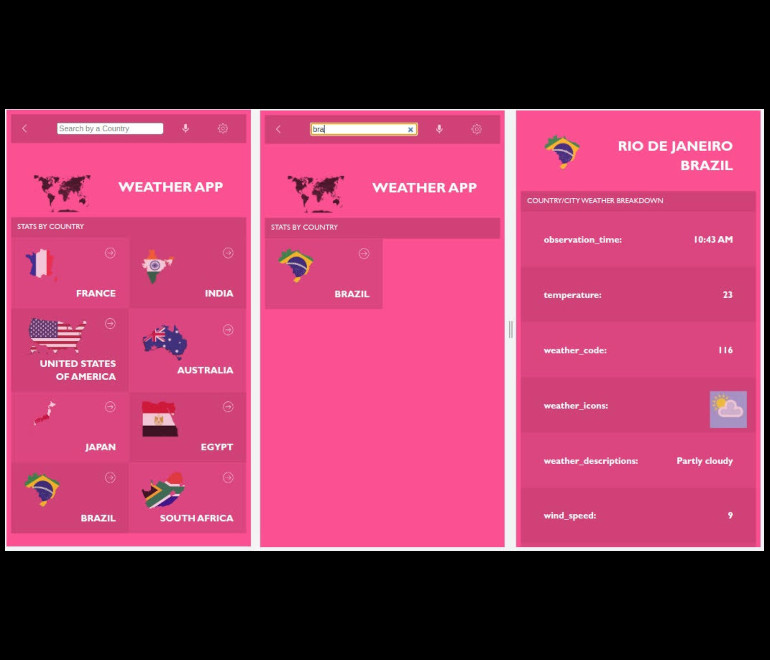 Search by a Country
WEATHER APP
STATS BY COUNTRY
FRANCE
INDIA
UNITED STATES
OF AMERICA
AUSTRALIA
JAPAN
EGYPT
BRAZIL
SOUTH AFRICA
bra
WEATHER APP
STATS BY COUNTRY
BRAZIL
RIO DE JANEIRO
BRAZIL
COUNTRY/CITY WEATHER BREAKDOWN
observation_time: 10:43 AM
temperature: 23
weather_code: 116
weather_icons:
weather_descriptions: Partly cloudy
wind_speed: 9